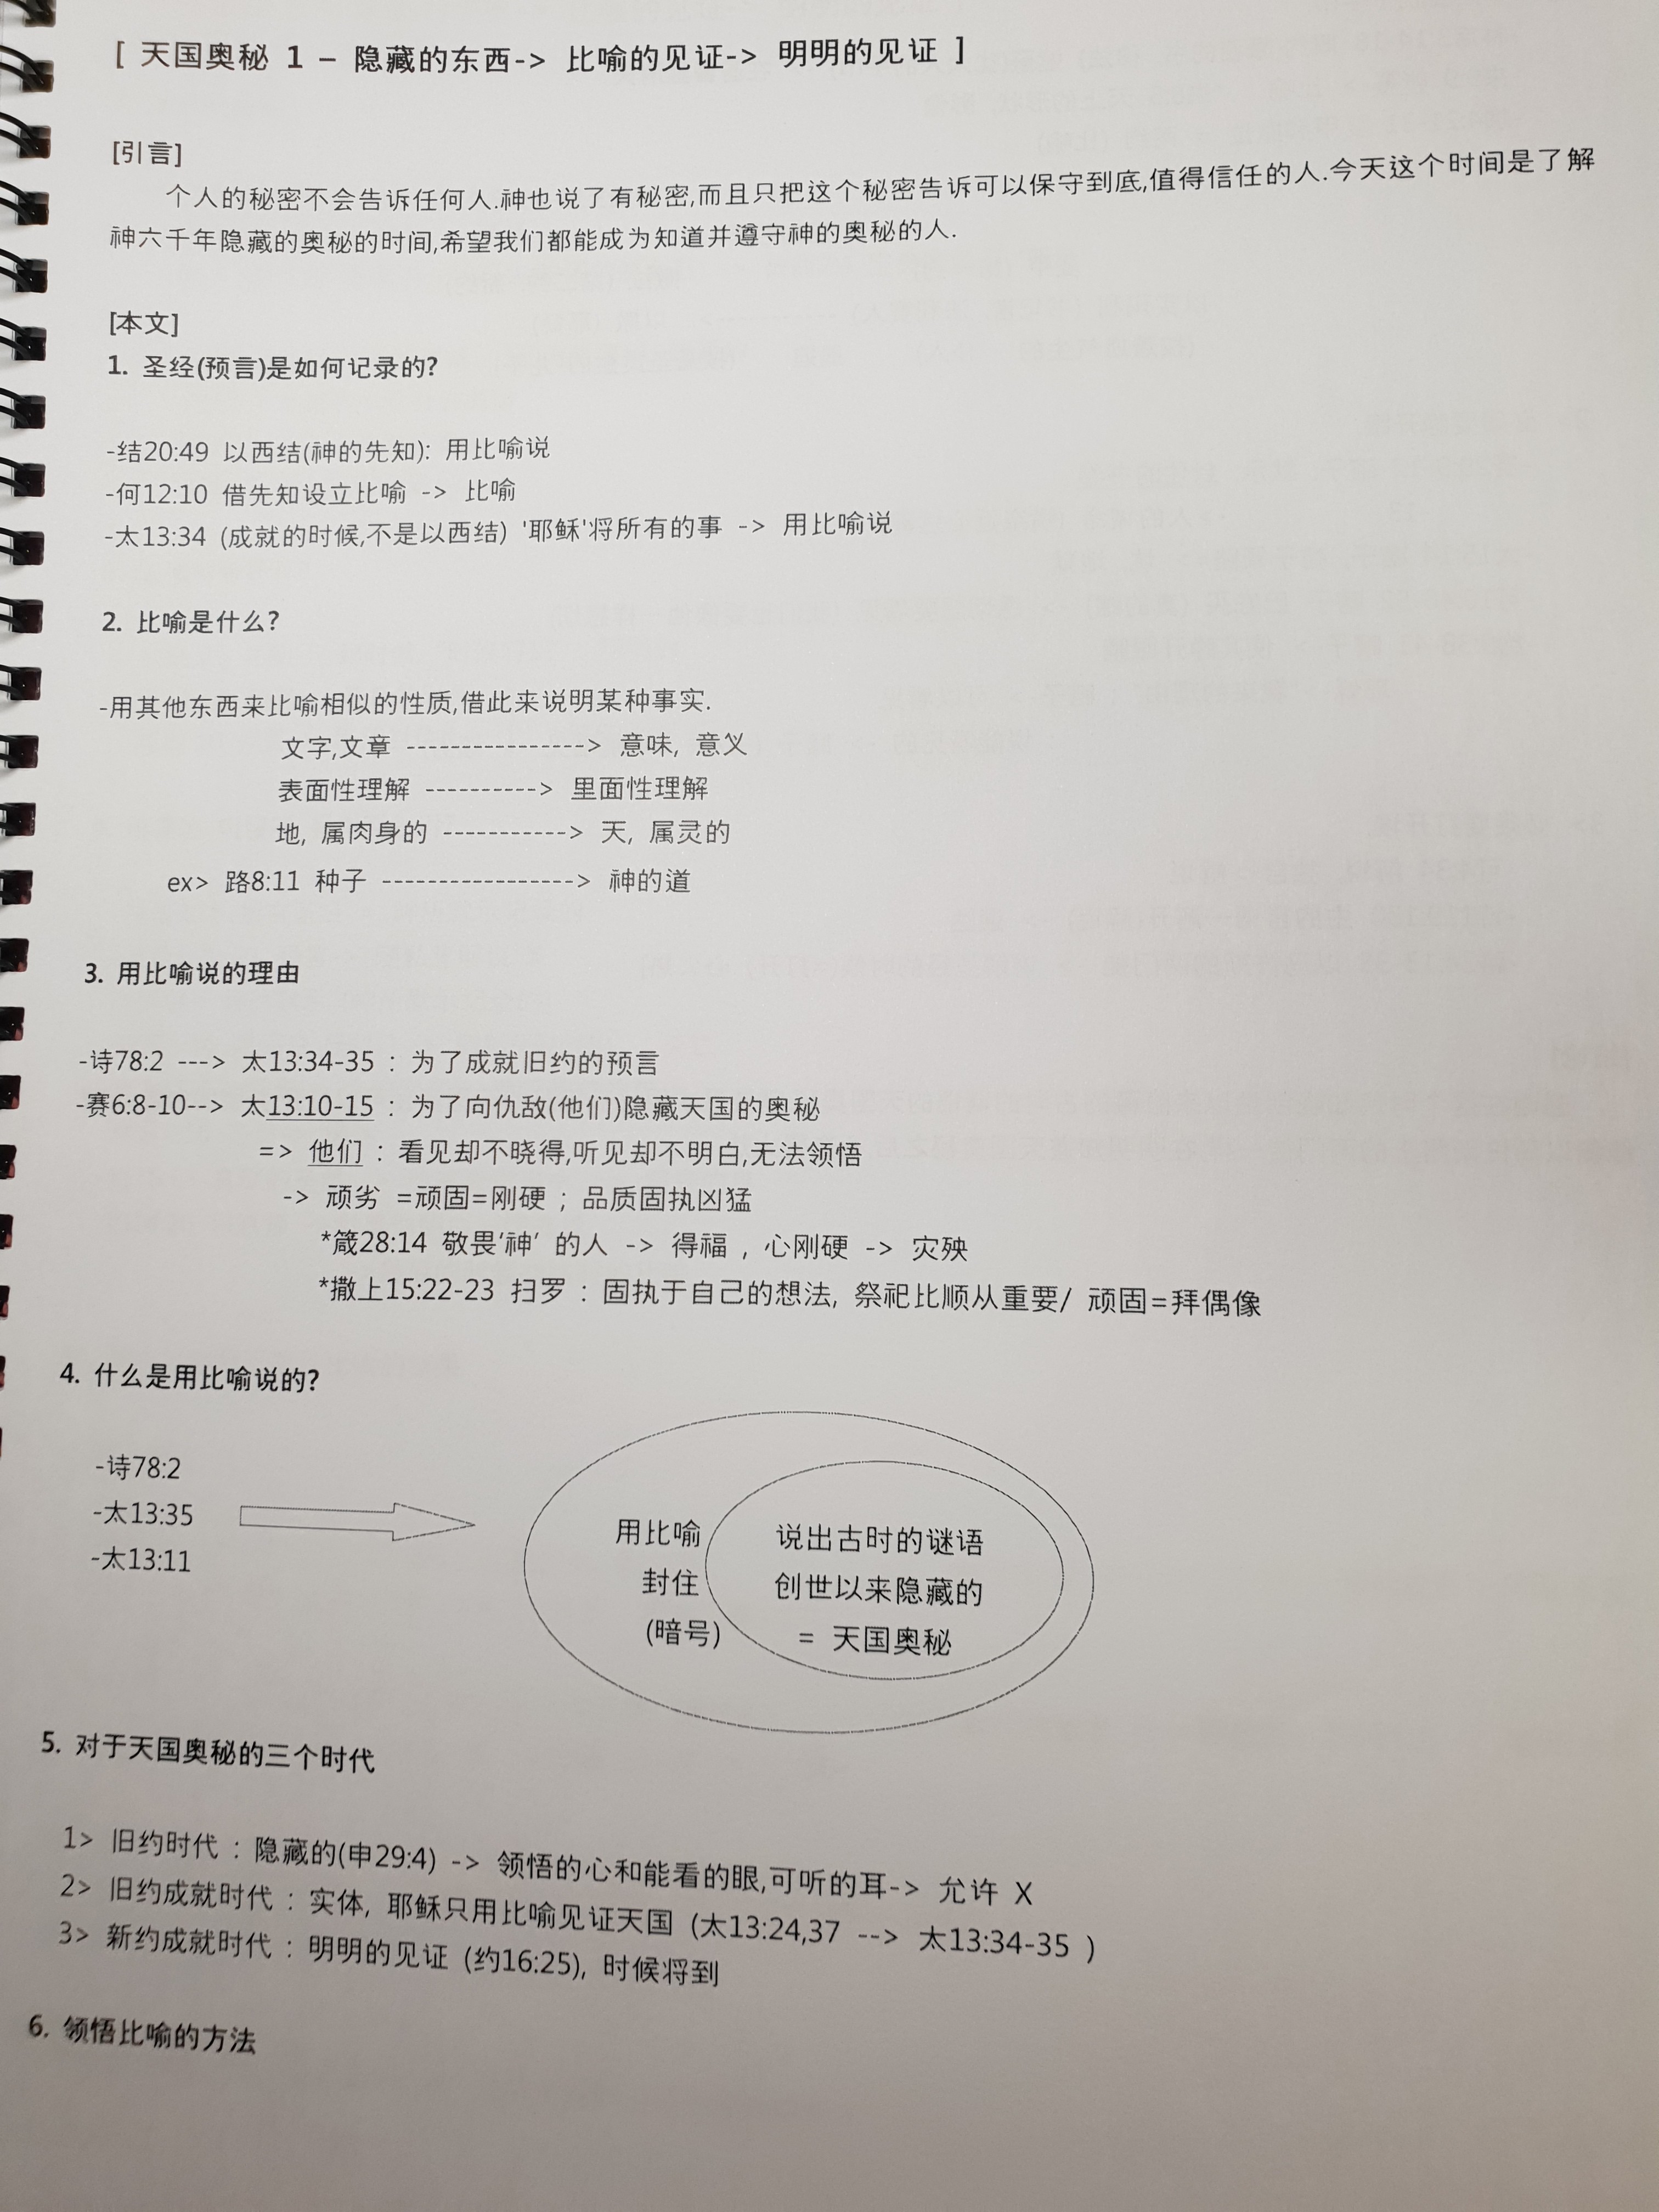 [ 天国奥秘 1 – 隐藏的东西-> 比喻的见证-> 明明的见证 ]
[引言]
个人的秘密不会告诉任何人.神也说了有秘密,而且只把这个秘密告诉可以保守到底,值得信任的人.今天这个时间是了解
神六千年隐藏的奥秘的时间,希望我们都能成为知道并遵守神的奥秘的人.
[本文]
1. 圣经(预言)是如何记录的?
-结20:49 以西结(神的先知): 用比喻说
-何12:10 借先知设立比喻 -> 比喻
-太13:34 (成就的时候,不是以西结) '耶稣'将所有的事 -> 用比喻说
2. 比喻是什么?
-用其他东西来比喻相似的性质,借此来说明某种事实.
文字,文章 ----------------> 意味, 意义
表面性理解 ----------> 里面性理解
地, 属肉身的 -----------> 天, 属灵的
ex> 路8:11 种子 -----------------> 神的道
3. 用比喻说的理由
-诗78:2 ---> 太13:34-35 : 为了成就旧约的预言
-赛6:8-10--> 太13:10-15 : 为了向仇敌(他们)隐藏天国的奥秘
=> 他们 : 看见却不晓得,听见却不明白,无法领悟
-> 顽劣 =顽固=刚硬 ; 品质固执凶猛
*箴28:14 敬畏'神' 的人 -> 得福 , 心刚硬 -> 灾殃
*撒上15:22-23 扫罗 : 固执于自己的想法, 祭祀比顺从重要/ 顽固=拜偶像
4. 什么是用比喻说的?
-诗78:2
-太13:35
-太13:11
用比喻
封住
(暗号)
说出古时的谜语
创世以来隐藏的
= 天国奥秘
5. 对于天国奥秘的三个时代
1> 旧约时代 : 隐藏的(申29:4) -> 领悟的心和能看的眼,可听的耳-> 允许 X
2> 旧约成就时代 : 实体, 耶稣只用比喻见证天国 (太13:24,37 --> 太13:34-35 )
3> 新约成就时代 : 明明的见证 (约16:25), 时候将到
6. 领悟比喻的方法